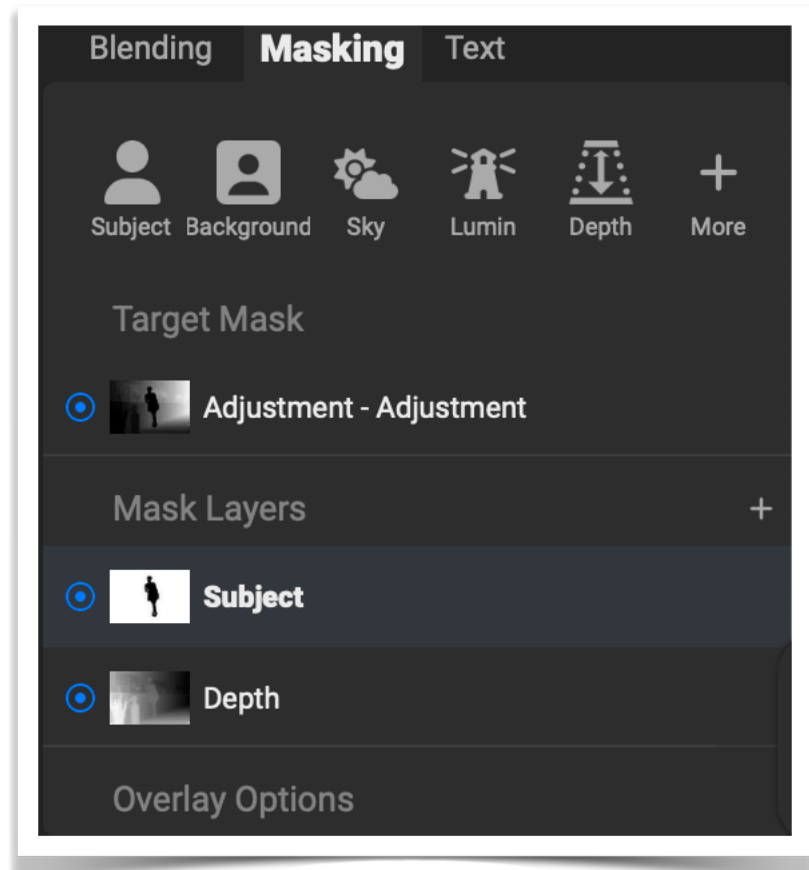 Blending Masking Text
Subject Background Sky Lumin Depth More
Target Mask
Adjustment - Adjustment
Mask Layers
Subject
Depth
Overlay Options